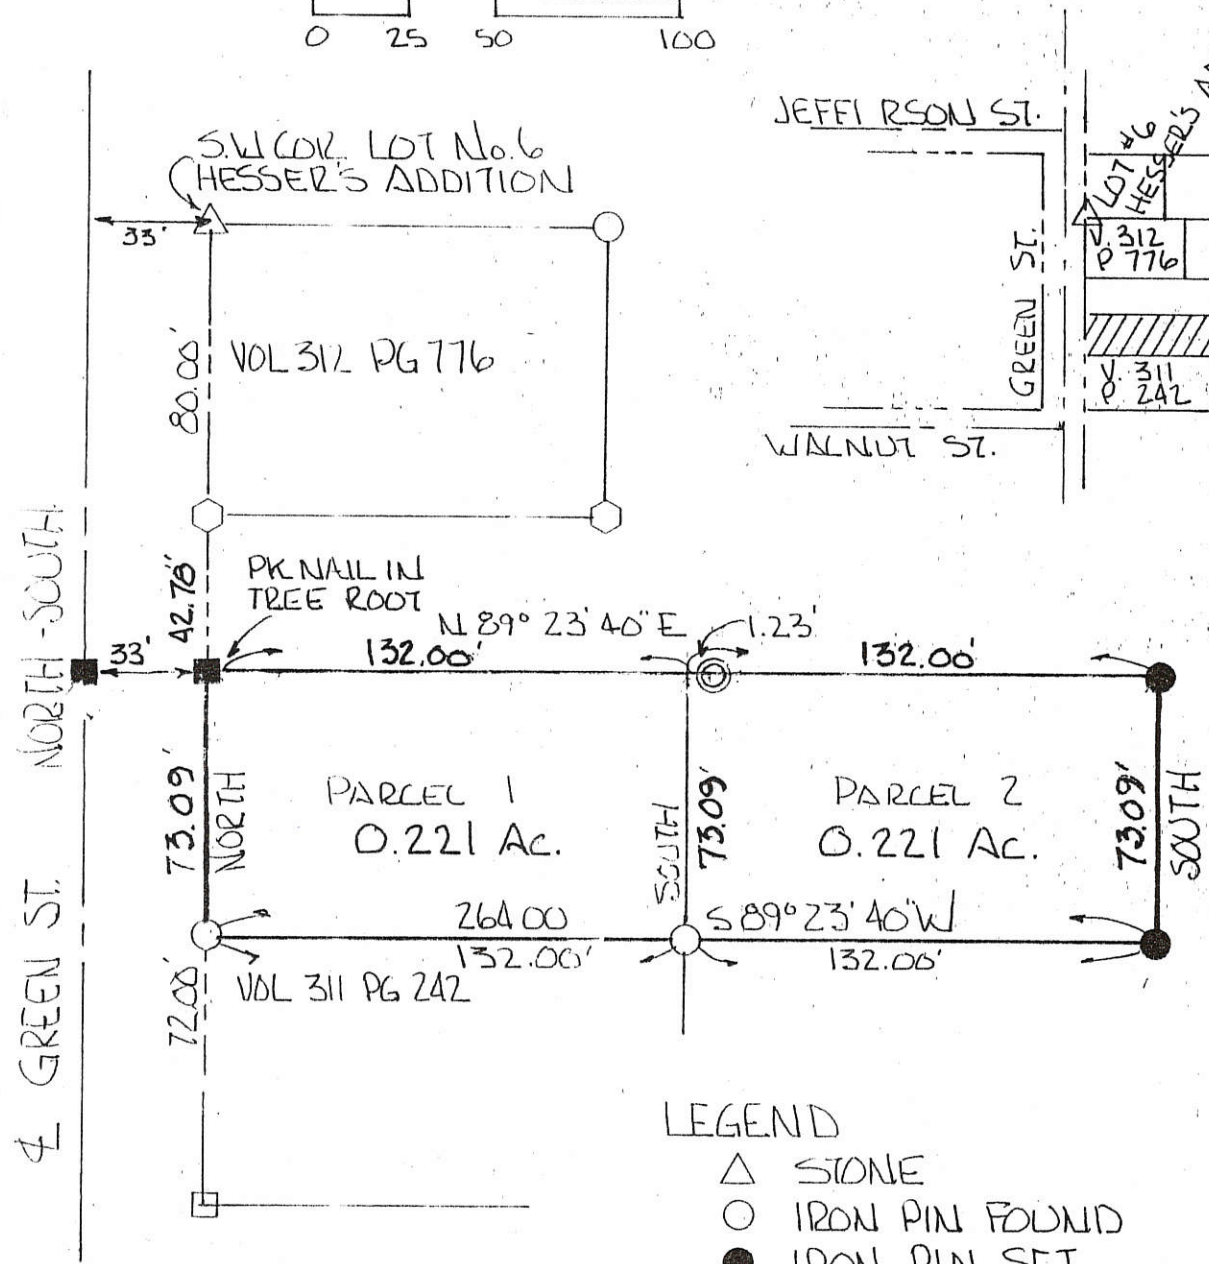 0 25 50 100
JEFFERSON ST.
S.W COR. LOT No. 6
HESSER'S ADDITION
LOT #6
HESSER'S
33'
V. 312
P 776
GREEN ST.
80.00'
VOL 312 PG 776
V. 311
P. 242
WALNUT ST.
NORTH-SOUTH
℄ GREEN ST.
42.78'
PK NAIL IN
TREE ROOT
N 89° 23' 40" E
1.23'
33'
132.00'
132.00'
73.09'
NORTH
PARCEL 1
0.221 Ac.
SOUTH
73.09'
PARCEL 2
0.221 Ac.
73.09'
SOUTH
264.00
S 89° 23' 40" W
132.00'
132.00'
72.00'
VOL 311 PG 242
LEGEND
STONE
IRON PIN FOUND
IRON PIN SET